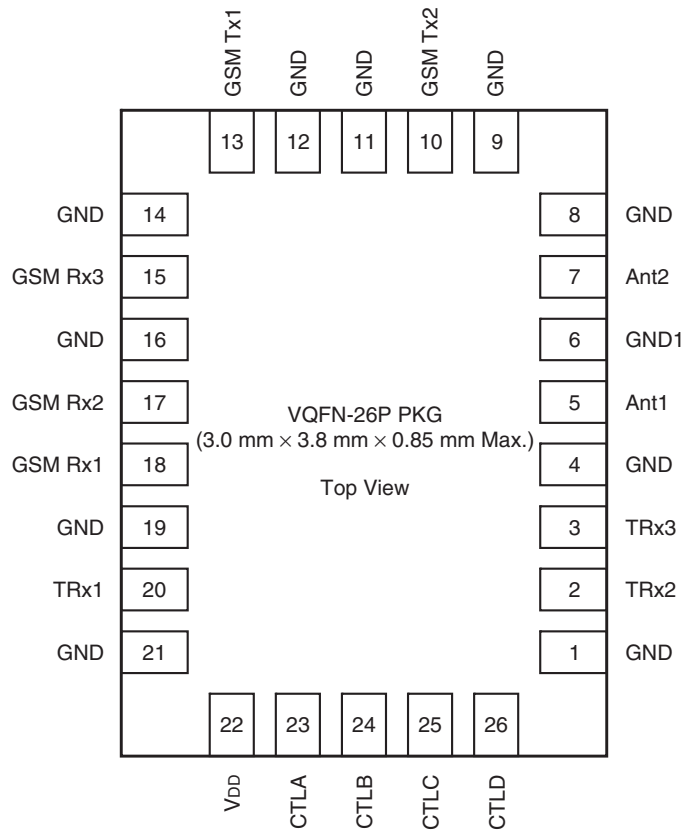 GSM Tx1
GND
GND
GSM Tx2
GND
13
12
11
10
9
GND
14
8
GND
GSM Rx3
15
7
Ant2
GND
16
6
GND1
GSM Rx2
17
5
Ant1
VQFN-26P PKG
(3.0 mm × 3.8 mm × 0.85 mm Max.)
GSM Rx1
18
4
GND
Top View
GND
19
3
TRx3
TRx1
20
2
TRx2
GND
21
1
GND
22
23
24
25
26
VDD
CTLA
CTLB
CTLC
CTLD